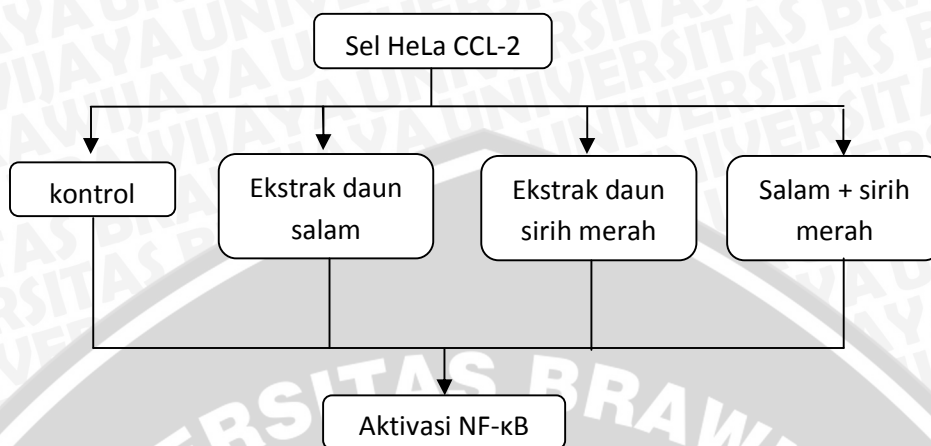 Sel HeLa CCL-2
kontrol
Ekstrak daun
salam
Ekstrak daun
sirih merah
Salam + sirih
merah
Aktivasi NF-κB